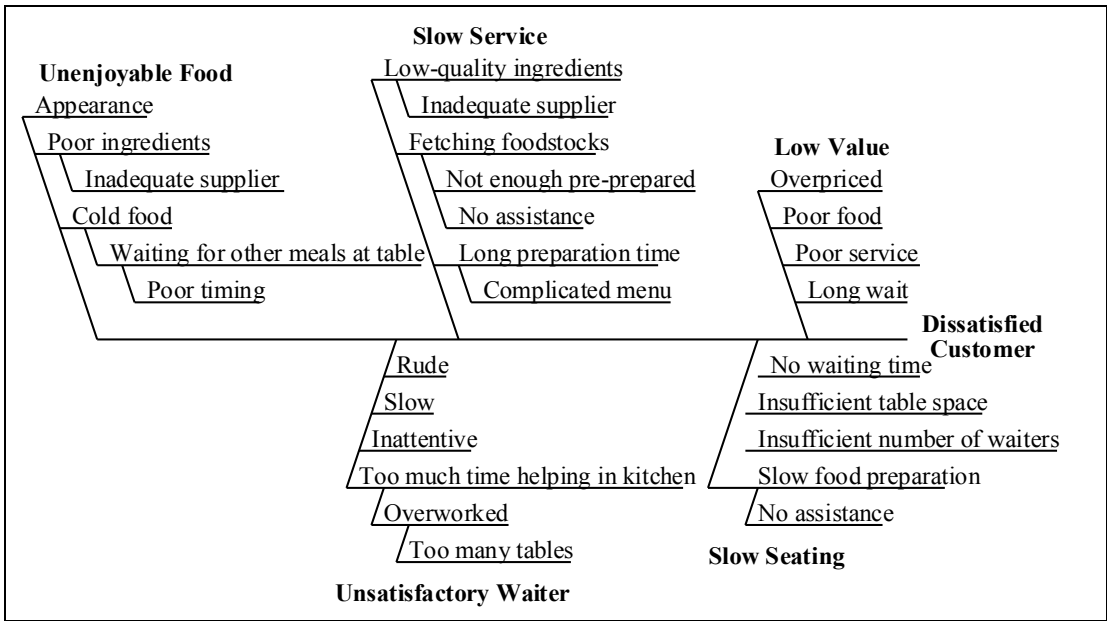 Unenjoyable Food
Appearance
Poor ingredients
Inadequate supplier
Cold food
Waiting for other meals at table
Poor timing
Slow Service
Low-quality ingredients
Inadequate supplier
Fetching foodstocks
Not enough pre-prepared
No assistance
Long preparation time
Complicated menu
Low Value
Overpriced
Poor food
Poor service
Long wait
Dissatisfied
Customer
Rude
Slow
Inattentive
Too much time helping in kitchen
Overworked
Too many tables
Unsatisfactory Waiter
No waiting time
Insufficient table space
Insufficient number of waiters
Slow food preparation
No assistance
Slow Seating